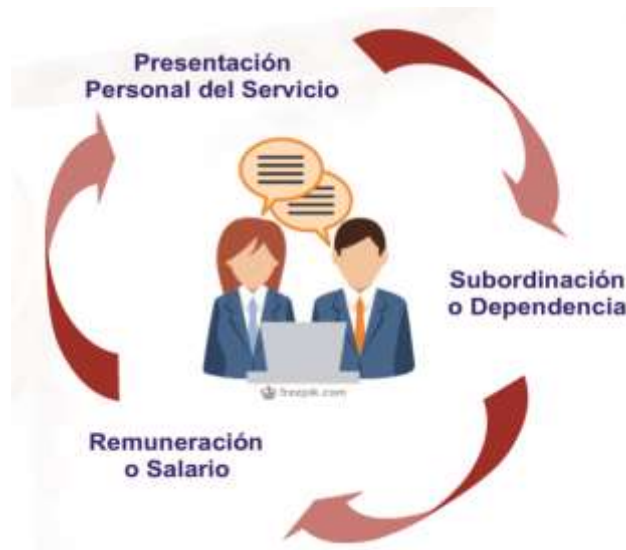 Presentación
Personal del Servicio
Subordinación
o Dependencia
freepik.com
Remuneración
o Salario